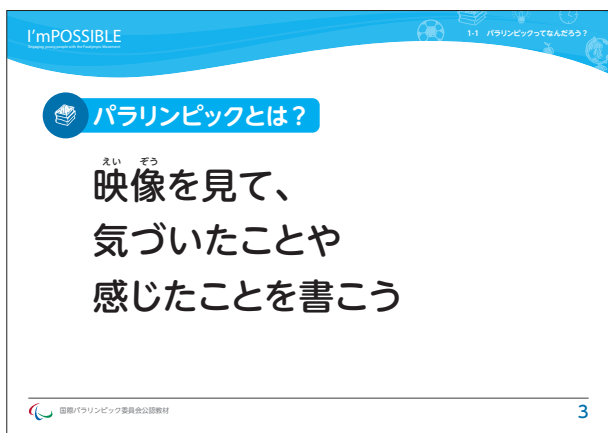 I'mPOSSIBLE
Engaging young people with the Paralympic Movement
1-1 パラリンピックってなんだろう？
パラリンピックとは？
えい ぞう
映像を見て、
気づいたことや
感じたことを書こう
国際パラリンピック委員会公認教材
3